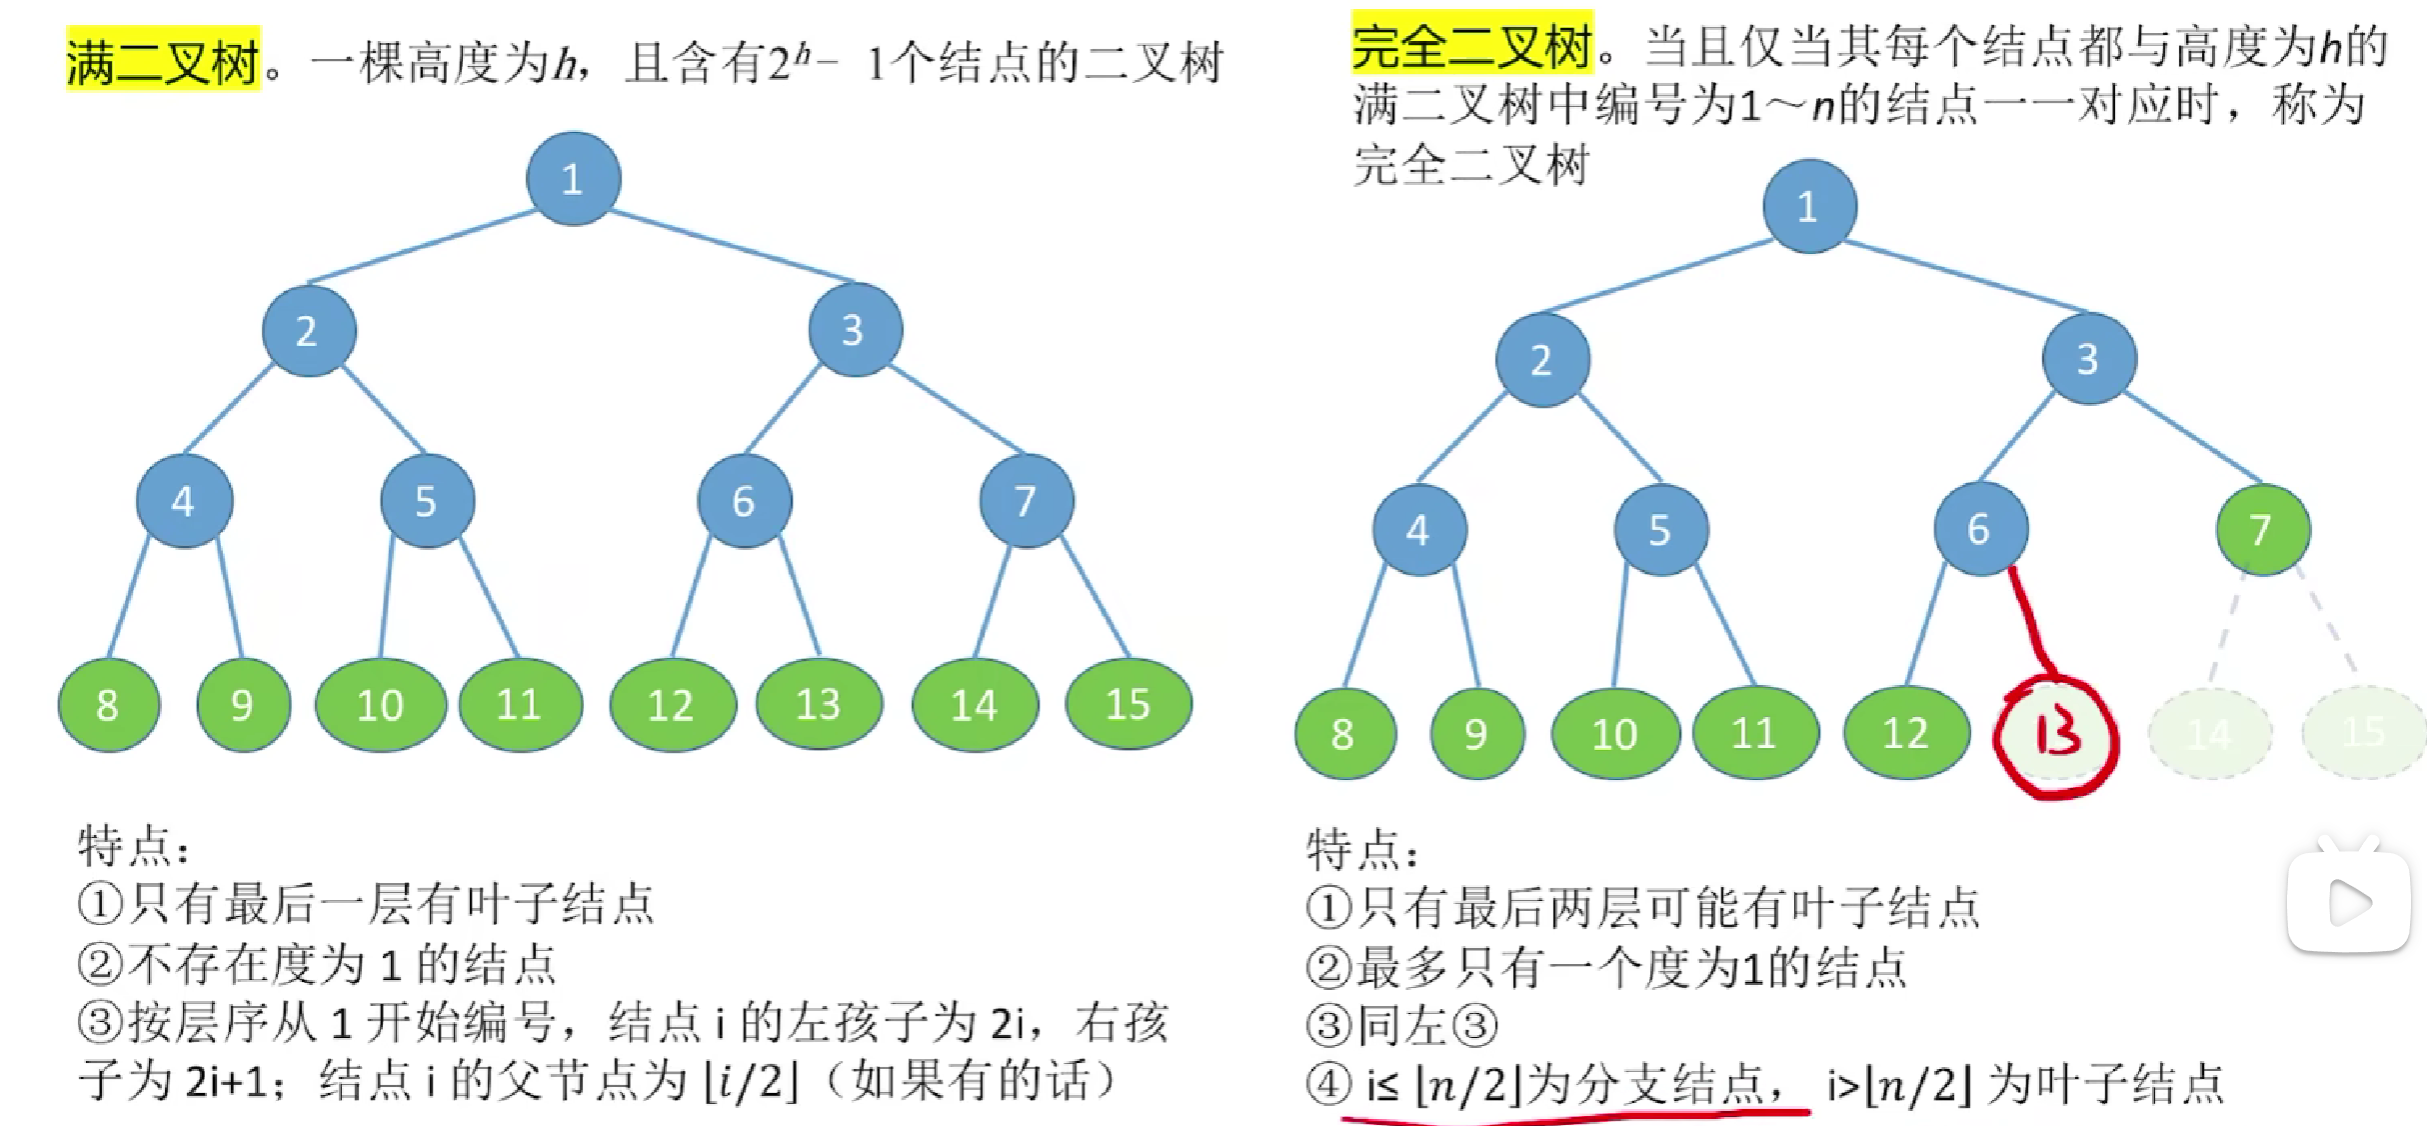 满二叉树。一棵高度为h，且含有2ʰ− 1个结点的二叉树
1
2
3
4
5
6
7
8
9
10
11
12
13
14
15
特点：
①只有最后一层有叶子结点
②不存在度为 1 的结点
③按层序从 1 开始编号，结点 i 的左孩子为 2i，右孩
子为 2i+1；结点 i 的父节点为 ⌊i/2⌋（如果有的话）
完全二叉树。当且仅当其每个结点都与高度为h的
满二叉树中编号为1～n的结点一一对应时，称为
完全二叉树
1
2
3
4
5
6
7
8
9
10
11
12
13
14
15
特点：
①只有最后两层可能有叶子结点
②最多只有一个度为1的结点
③同左③
④ i≤ ⌊n/2⌋为分支结点， i>⌊n/2⌋ 为叶子结点